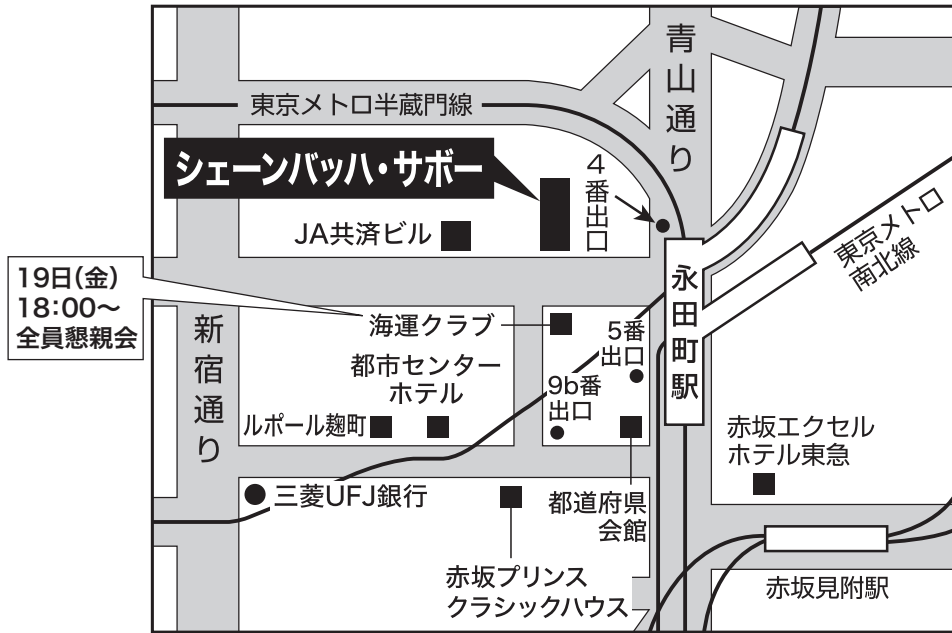 青山通り
東京メトロ半蔵門線
シェーンバッハ・サボー
4番出口
JA共済ビル
東京メトロ
南北線
19日(金)
18:00〜
全員懇親会
新宿通り
海運クラブ
永田町駅
5番
出口
都市センター
ホテル
9b番
出口
ルポール麹町
赤坂エクセル
ホテル東急
三菱UFJ銀行
都道府県
会館
赤坂プリンス
クラシックハウス
赤坂見附駅